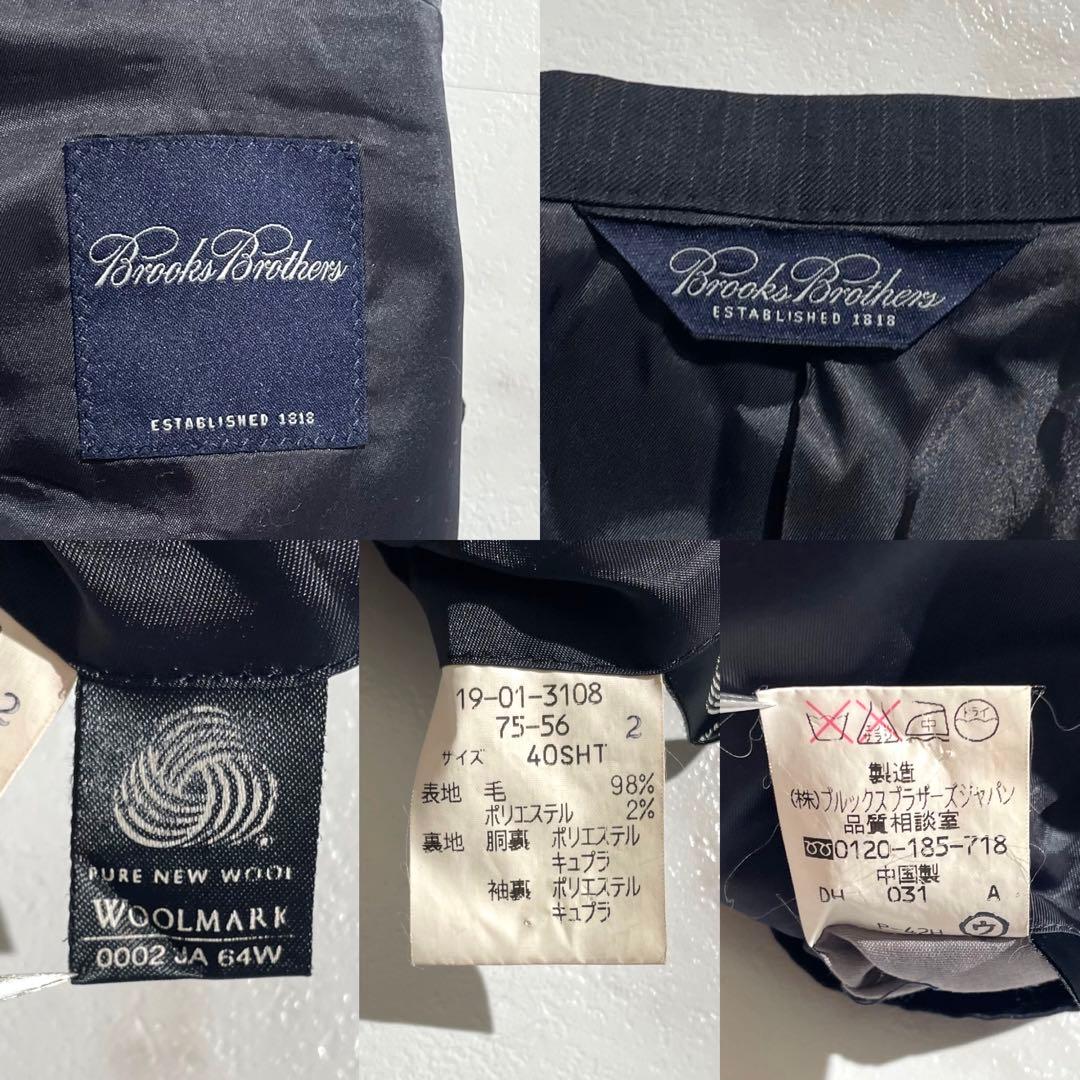 Brooks Brothers
ESTABLISHED 1818
Brooks Brothers
ESTABLISHED 1818
2
PURE NEW WOOL
WOOLMARK
0002 JA 64W
19-01-3108
75-56 2
サイズ 40SHT
表地 毛 98%
ポリエステル 2%
裏地 胴裏 ポリエステル
キュプラ
袖裏 ポリエステル
キュプラ
中 ドライ
製造
(株)ブルックスブラザーズジャパン
品質相談室
0120-185-718
中国製
DH 031 A
P-42H ウ